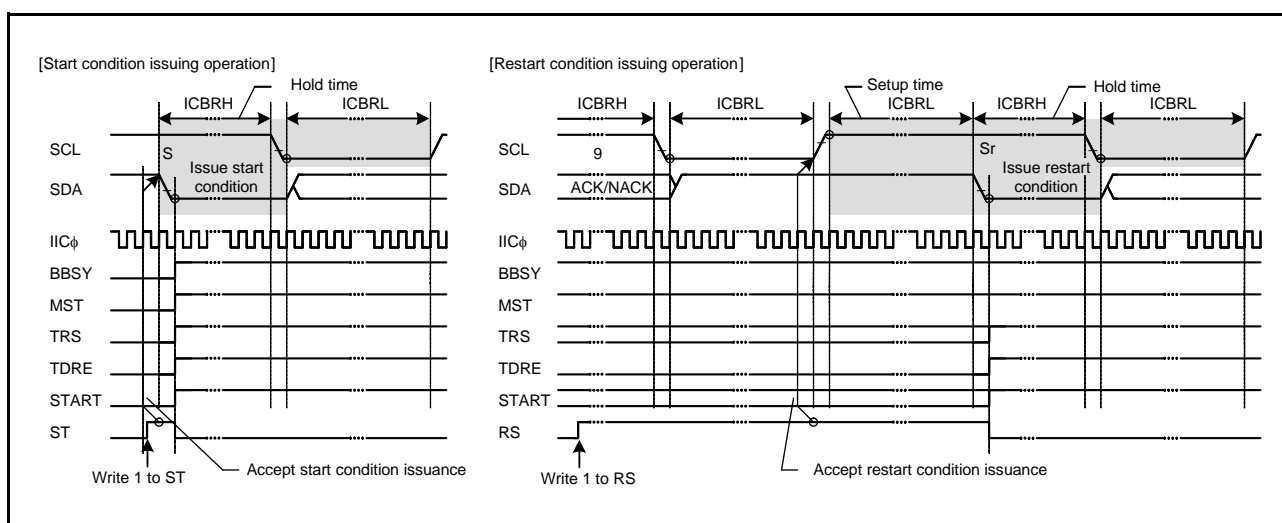 [Start condition issuing operation]
Hold time
ICBRH
ICBRL
SCL
S
Issue start
condition
SDA
IICφ
BBSY
MST
TRS
TDRE
START
ST
Write 1 to ST
Accept start condition issuance
[Restart condition issuing operation]
Setup time
Hold time
ICBRH
ICBRL
ICBRL
ICBRH
ICBRL
SCL
9
Sr
Issue restart
condition
SDA
ACK/NACK
IICφ
BBSY
MST
TRS
TDRE
START
RS
Write 1 to RS
Accept restart condition issuance